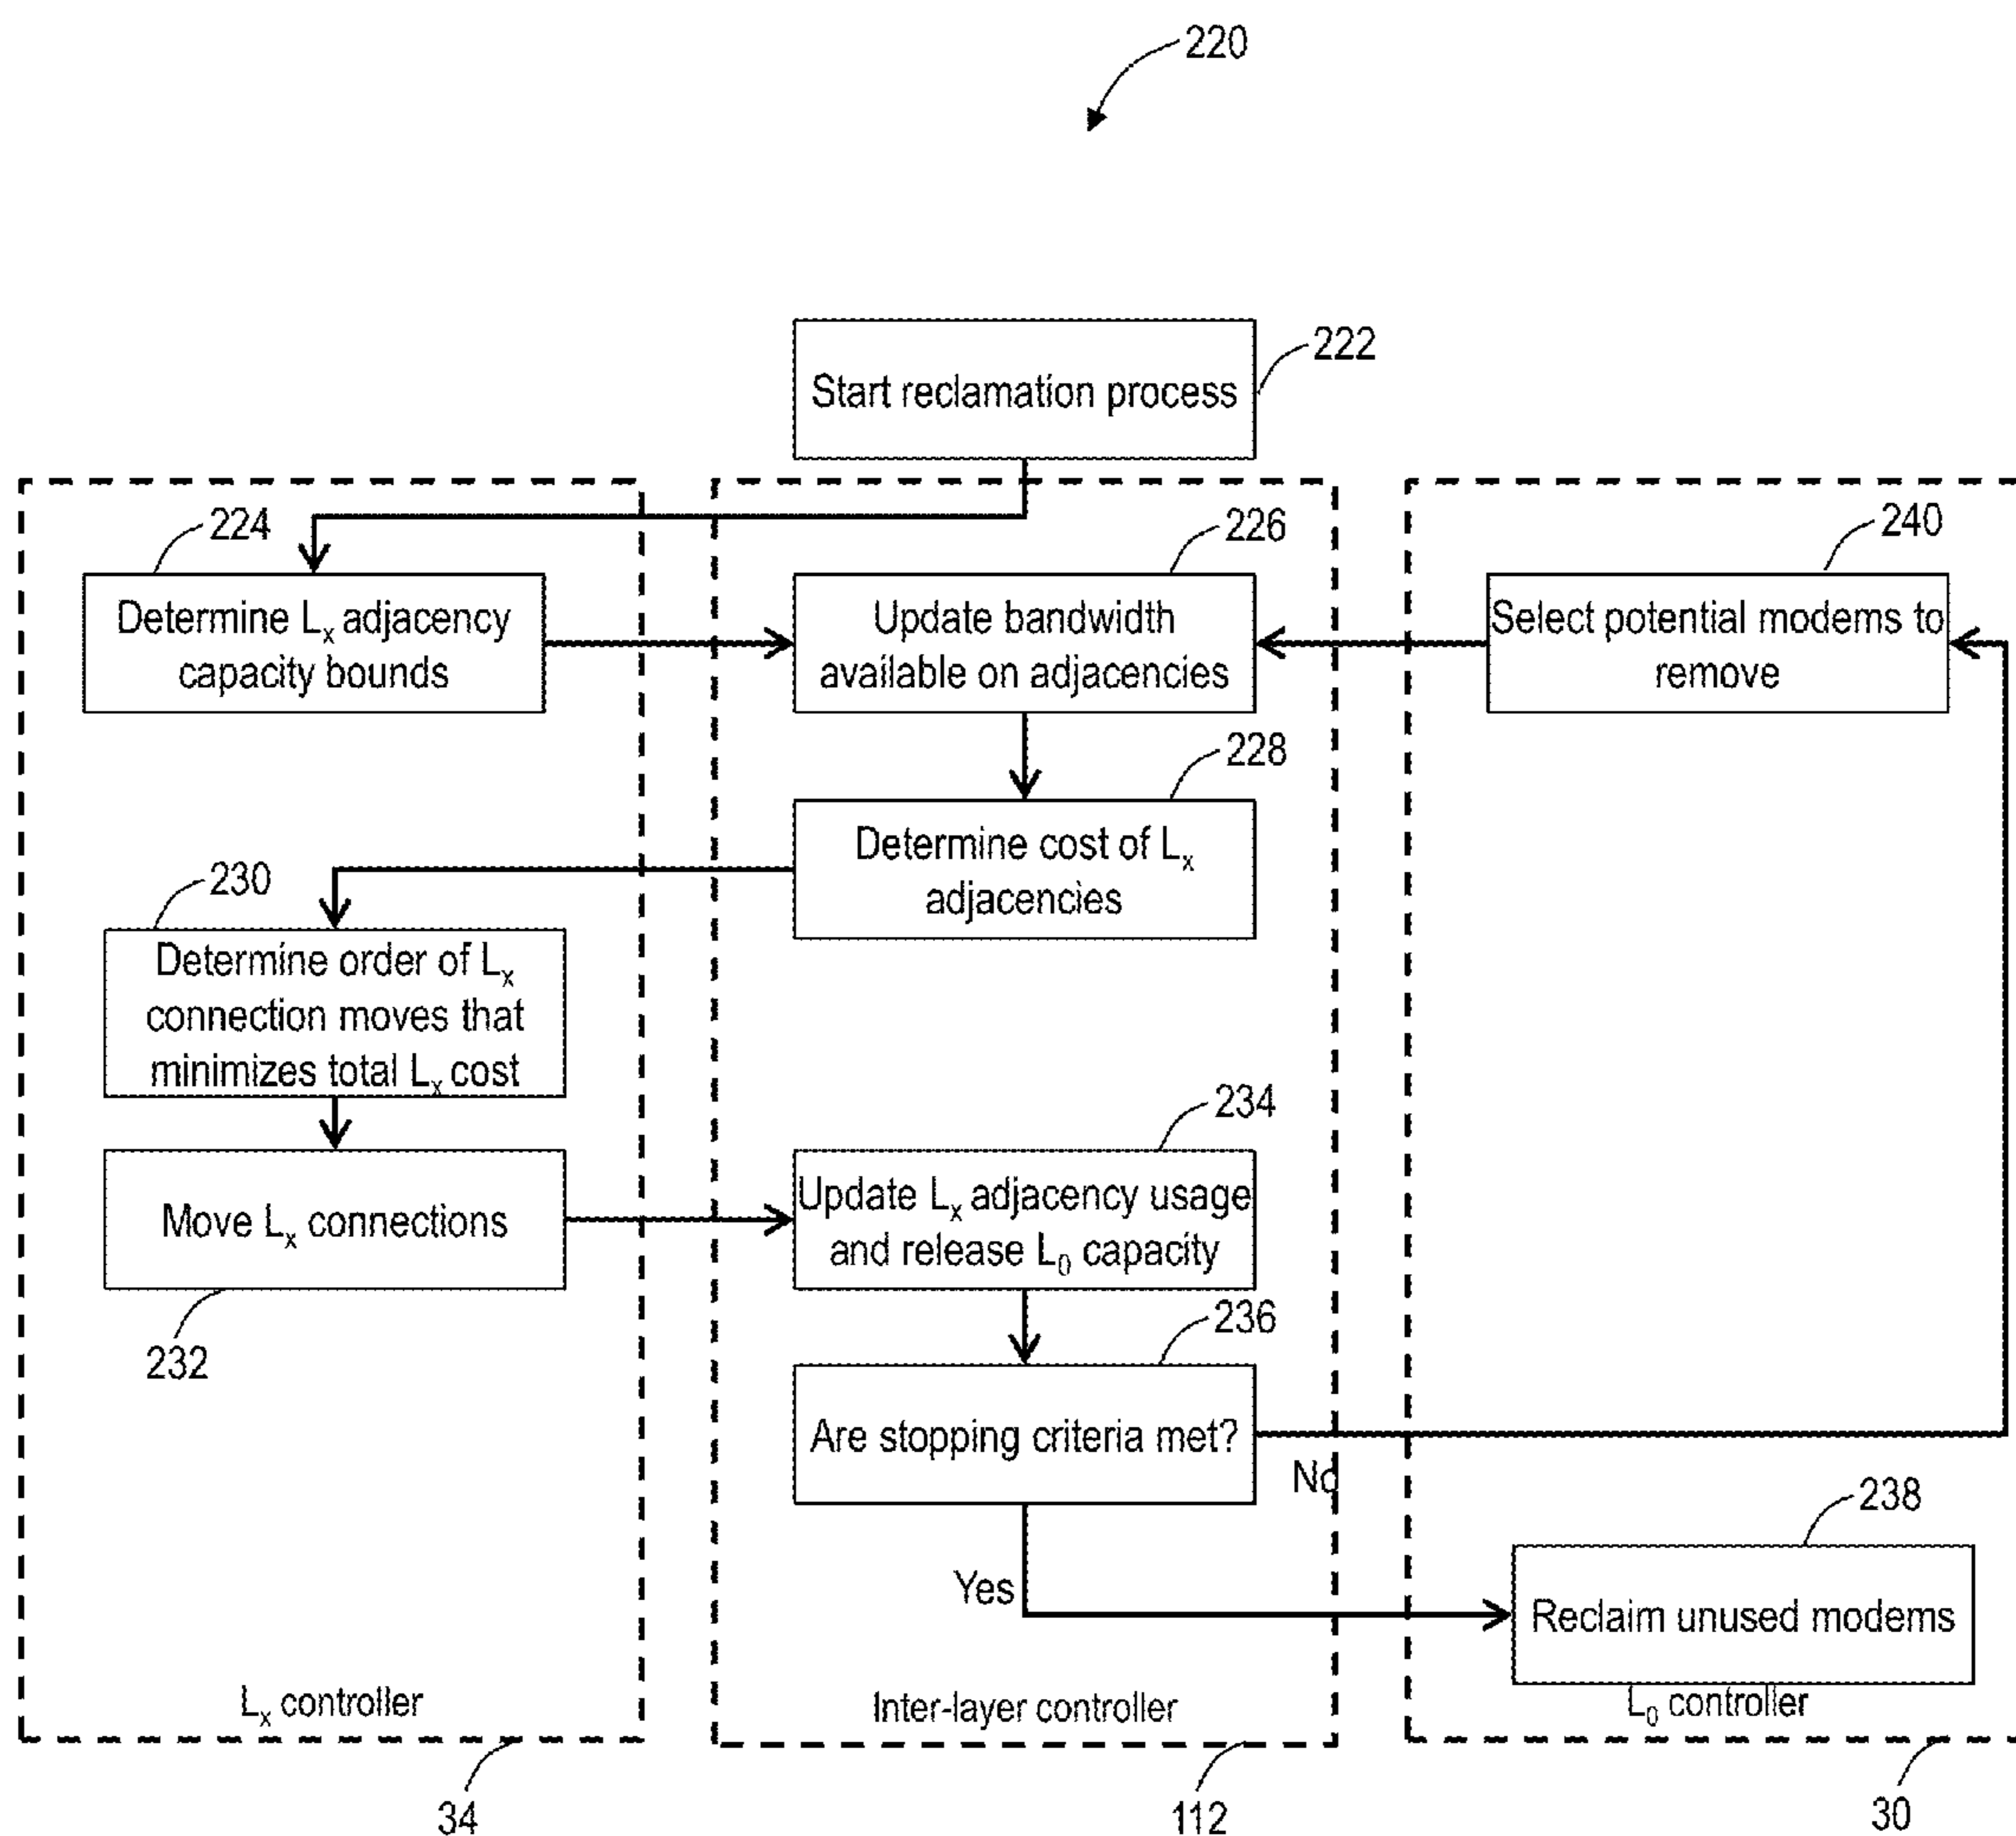 220
222
Start reclamation process
224
226
240
Determine Lx adjacency
capacity bounds
Update bandwidth
available on adjacencies
Select potential modems to
remove
228
Determine cost of Lx
adjacencies
230
Determine order of Lx
connection moves that
minimizes total Lx cost
234
Move Lx connections
Update Lx adjacency usage
and release L0 capacity
232
236
Are stopping criteria met?
No
238
Yes
Reclaim unused modems
Lx controller
Inter-layer controller
L0 controller
34
112
30